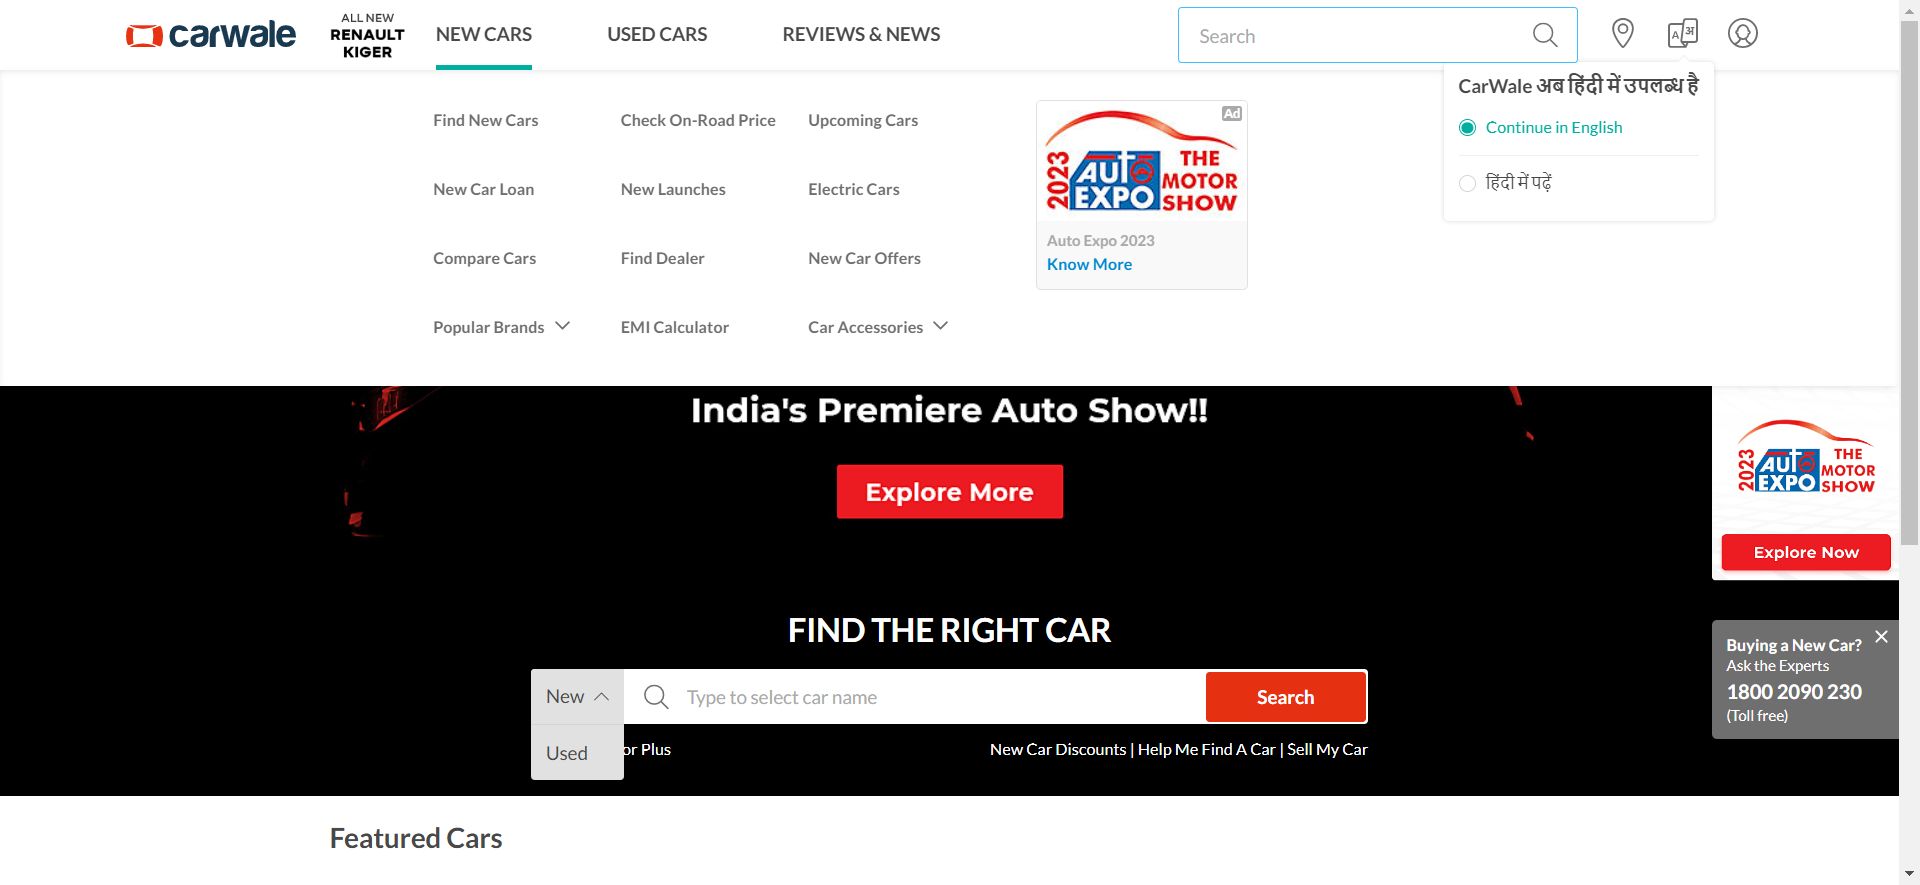 carwale
ALL NEW
RENAULT
KIGER
NEW CARS
USED CARS
REVIEWS & NEWS
Search
A अ
CarWale अब हिंदी में उपलब्ध है
Continue in English
हिंदी में पढ़ें
Find New Cars
Check On-Road Price
Upcoming Cars
New Car Loan
New Launches
Electric Cars
Compare Cars
Find Dealer
New Car Offers
Popular Brands
EMI Calculator
Car Accessories
Ad
2023
AUTO
EXPO
THE
MOTOR
SHOW
Auto Expo 2023
Know More
India's Premiere Auto Show!!
Explore More
2023
AUTO
EXPO
THE
MOTOR
SHOW
Explore Now
FIND THE RIGHT CAR
New
Type to select car name
Search
Used
or Plus
New Car Discounts | Help Me Find A Car | Sell My Car
Buying a New Car?
Ask the Experts
1800 2090 230
(Toll free)
Featured Cars